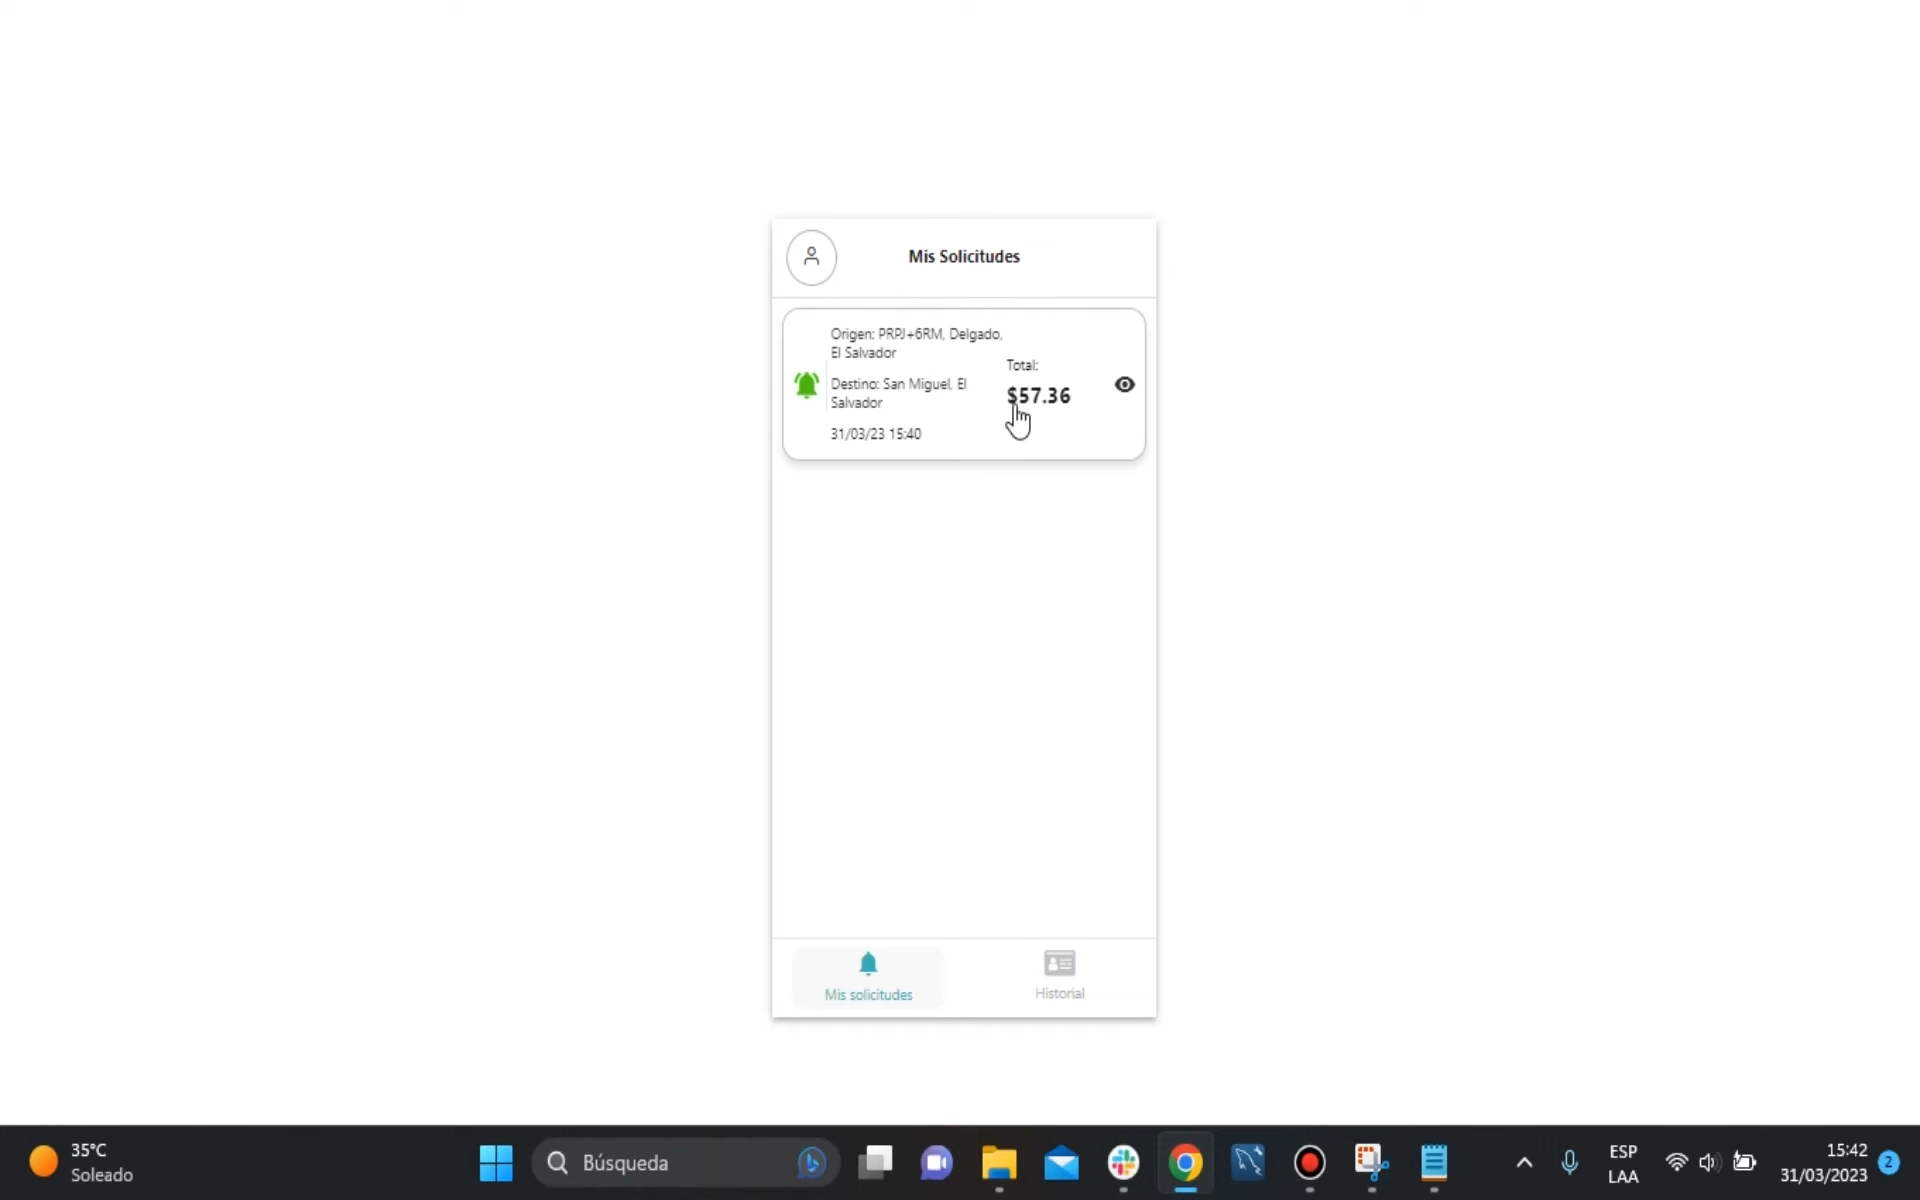 Mis Solicitudes
Origen: PRPJ+6RM, Delgado,
El Salvador
Destino: San Miguel, El
Salvador
31/03/23 15:40
Total:
$57.36
Mis solicitudes
Historial
35°C
Soleado
Búsqueda
ESP
LAA
15:42
31/03/2023
2